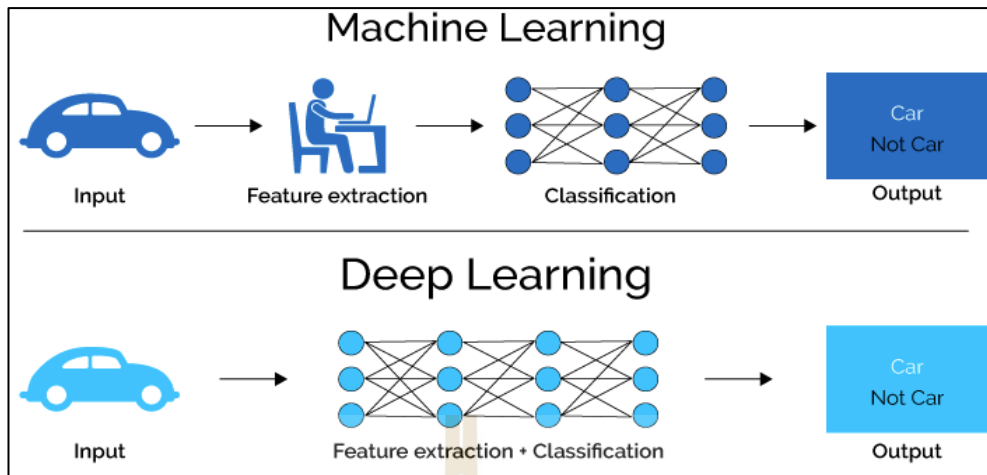 Machine Learning
Car
Not Car
Input
Feature extraction
Classification
Output
Deep Learning
Car
Not Car
Input
Feature extraction + Classification
Output